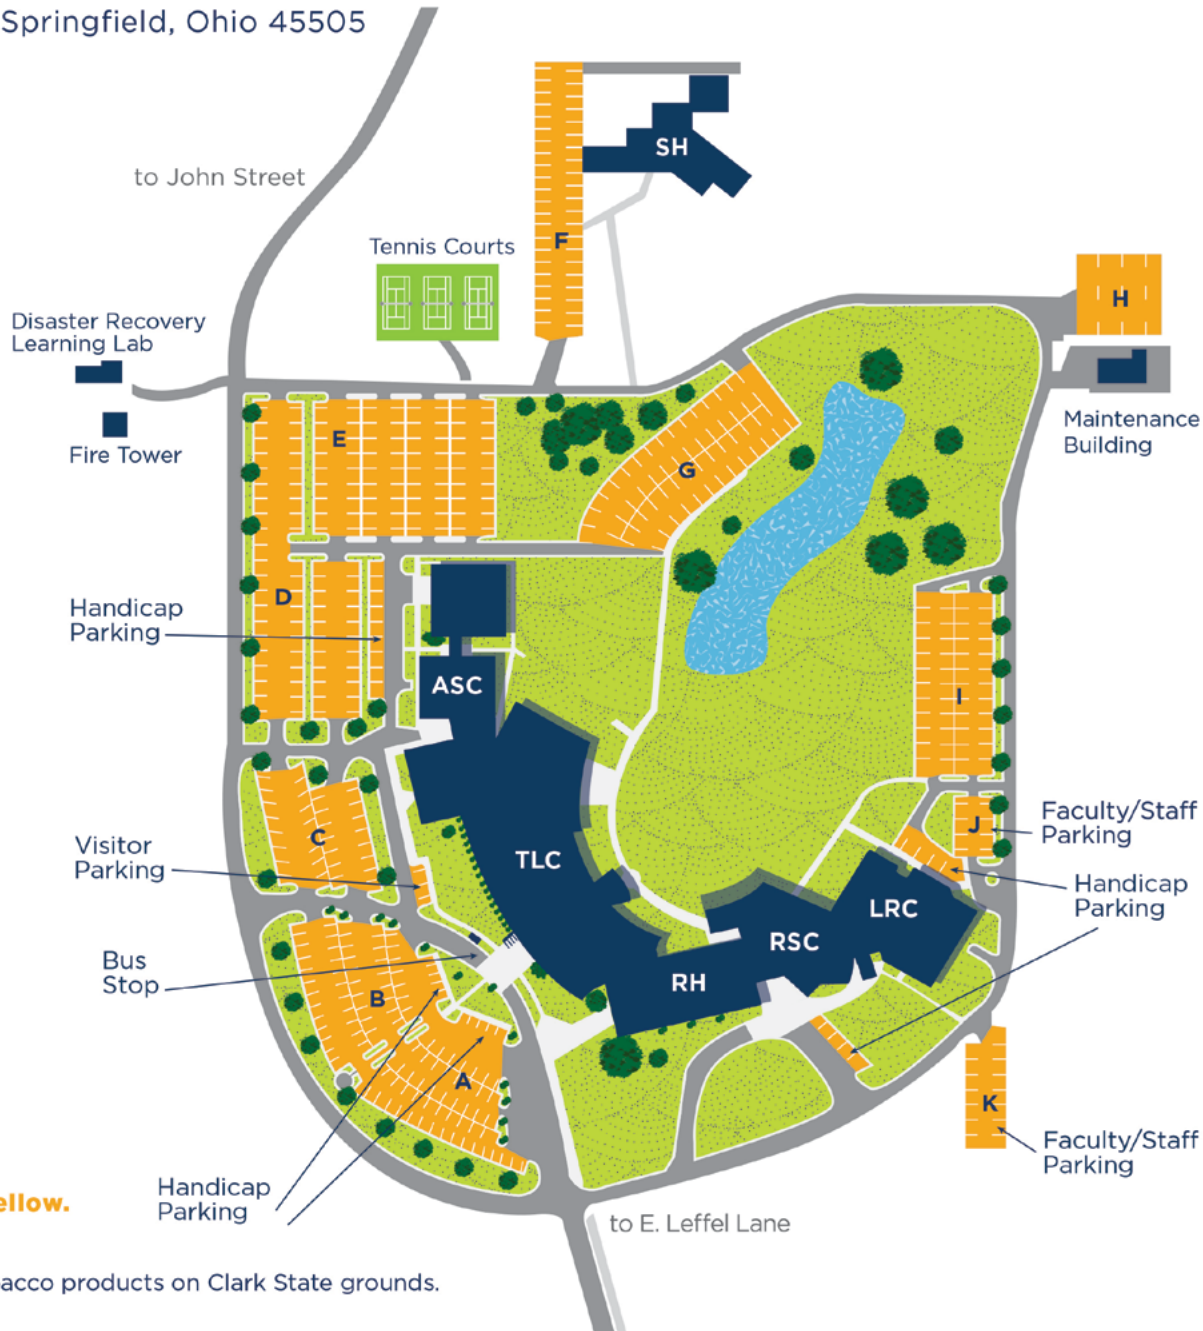 Springfield, Ohio 45505
to John Street
SH
F
Tennis Courts
H
Disaster Recovery
Learning Lab
Fire Tower
Maintenance
Building
E
G
D
Handicap
Parking
ASC
I
C
Visitor
Parking
TLC
J
Faculty/Staff
Parking
Handicap
Parking
LRC
RSC
RH
Bus
Stop
B
A
K
Faculty/Staff
Parking
Handicap
Parking
to E. Leffel Lane
ellow.
acco products on Clark State grounds.